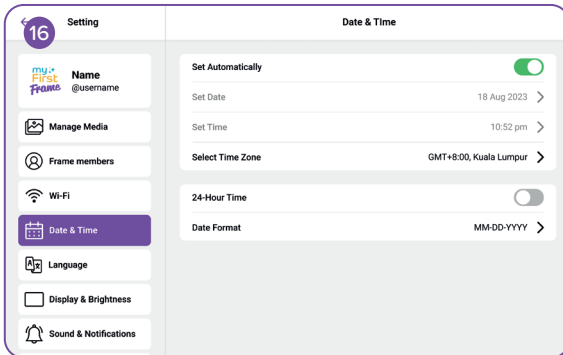 16
Setting
Date & TIme
my
First
Frame
Name
@username
Manage Media
Frame members
Wi-Fi
Date & Time
Language
Display & Brightness
Sound & Notifications
Set Automatically
Set Date 18 Aug 2023
Set Time 10:52 pm
Select Time Zone GMT+8:00, Kuala Lumpur
24-Hour Time
Date Format MM-DD-YYYY